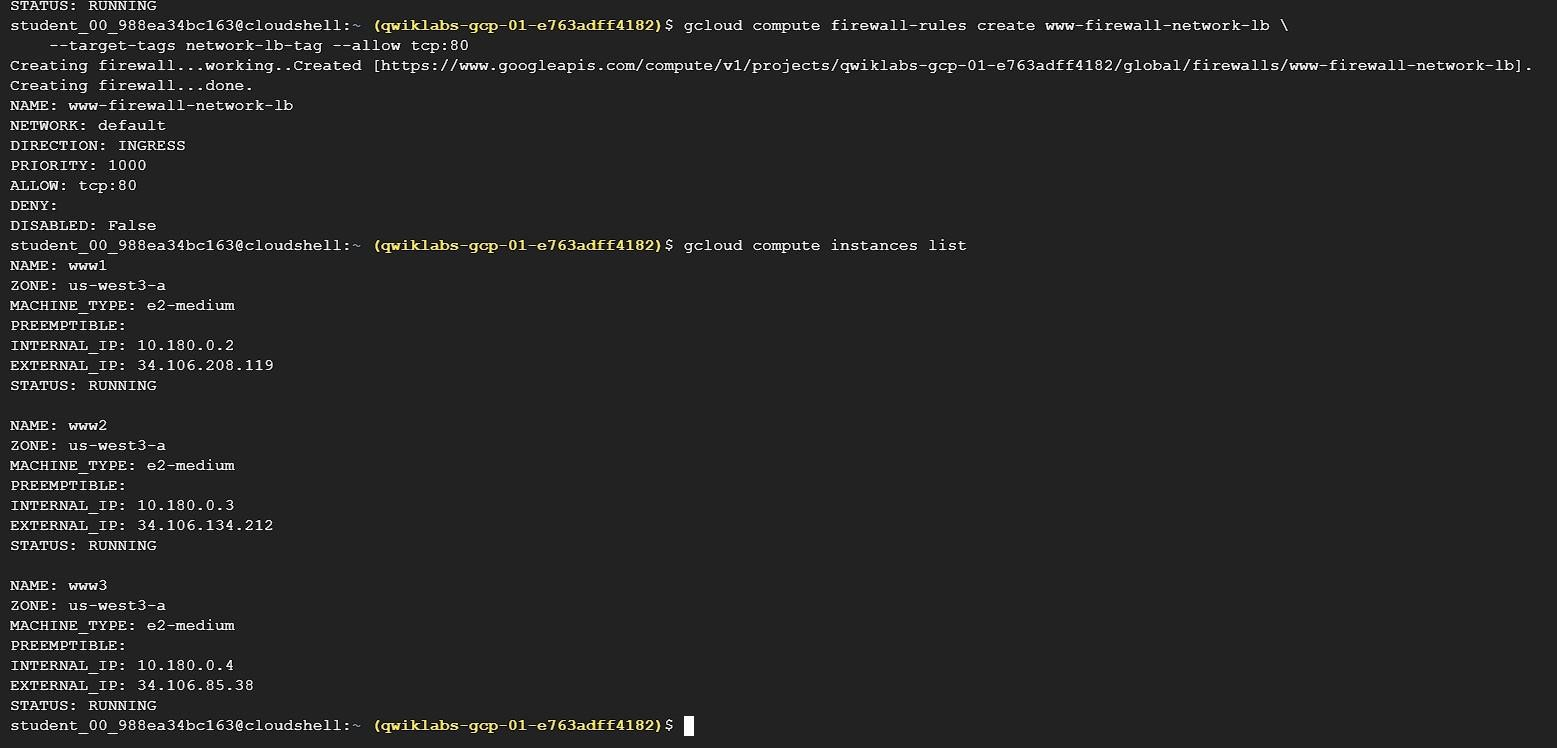 STATUS: RUNNING
student_00_988ea34bc163@cloudshell:~ (qwiklabs-gcp-01-e763adff4182)$ gcloud compute firewall-rules create www-firewall-network-lb \
    --target-tags network-lb-tag --allow tcp:80
Creating firewall...working..Created [https://www.googleapis.com/compute/v1/projects/qwiklabs-gcp-01-e763adff4182/global/firewalls/www-firewall-network-lb].
Creating firewall...done.
NAME: www-firewall-network-lb
NETWORK: default
DIRECTION: INGRESS
PRIORITY: 1000
ALLOW: tcp:80
DENY:
DISABLED: False
student_00_988ea34bc163@cloudshell:~ (qwiklabs-gcp-01-e763adff4182)$ gcloud compute instances list
NAME: www1
ZONE: us-west3-a
MACHINE_TYPE: e2-medium
PREEMPTIBLE:
INTERNAL_IP: 10.180.0.2
EXTERNAL_IP: 34.106.208.119
STATUS: RUNNING

NAME: www2
ZONE: us-west3-a
MACHINE_TYPE: e2-medium
PREEMPTIBLE:
INTERNAL_IP: 10.180.0.3
EXTERNAL_IP: 34.106.134.212
STATUS: RUNNING

NAME: www3
ZONE: us-west3-a
MACHINE_TYPE: e2-medium
PREEMPTIBLE:
INTERNAL_IP: 10.180.0.4
EXTERNAL_IP: 34.106.85.38
STATUS: RUNNING
student_00_988ea34bc163@cloudshell:~ (qwiklabs-gcp-01-e763adff4182)$